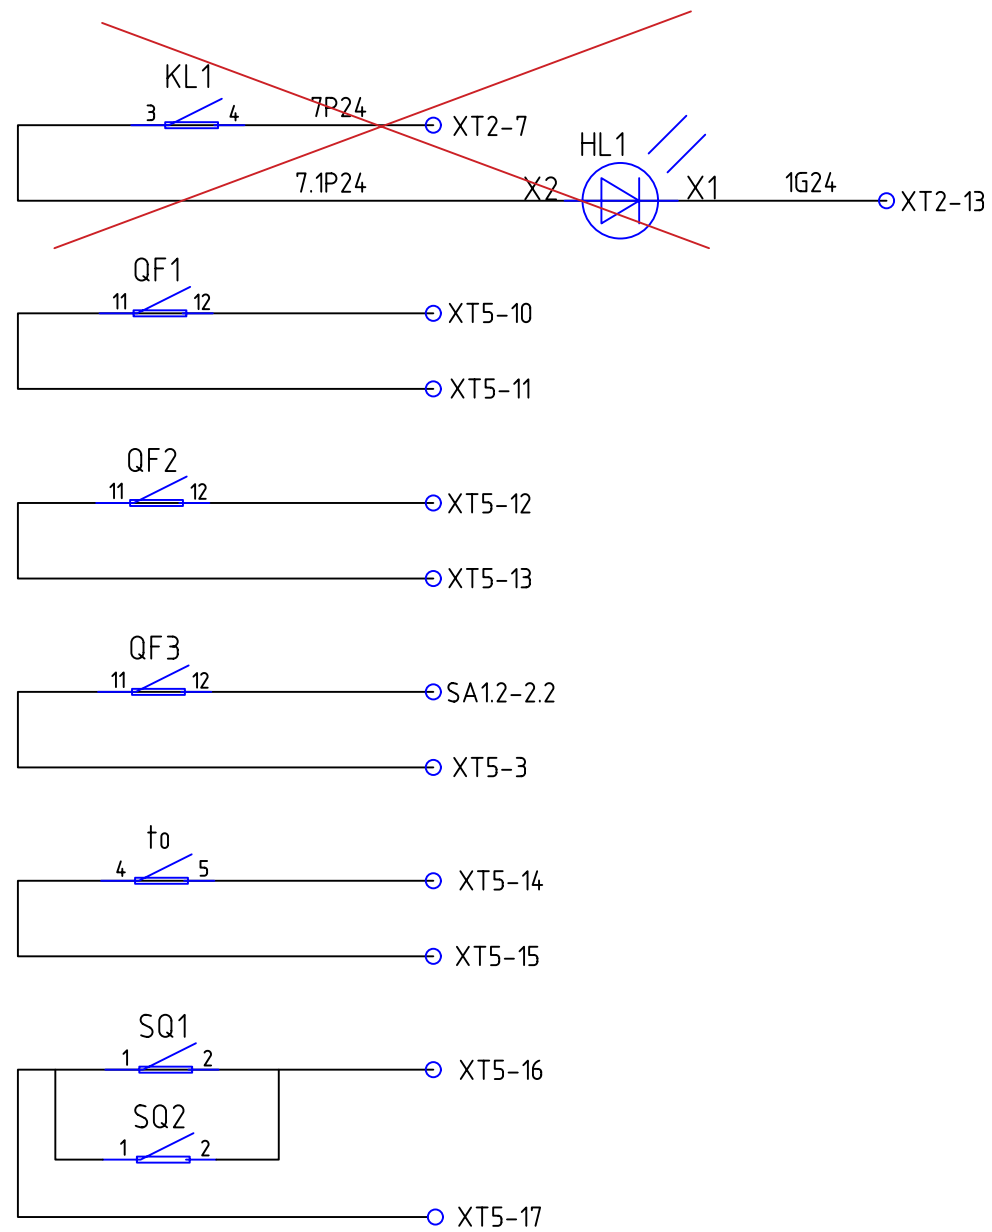 KL1
3 4 7P24 XT2-7
HL1
7.1P24 X2 X1 1G24 XT2-13
QF1
11 12 XT5-10
XT5-11
QF2
11 12 XT5-12
XT5-13
QF3
11 12 SA1.2-2.2
XT5-3
to
4 5 XT5-14
XT5-15
SQ1
1 2 XT5-16
SQ2
1 2
XT5-17